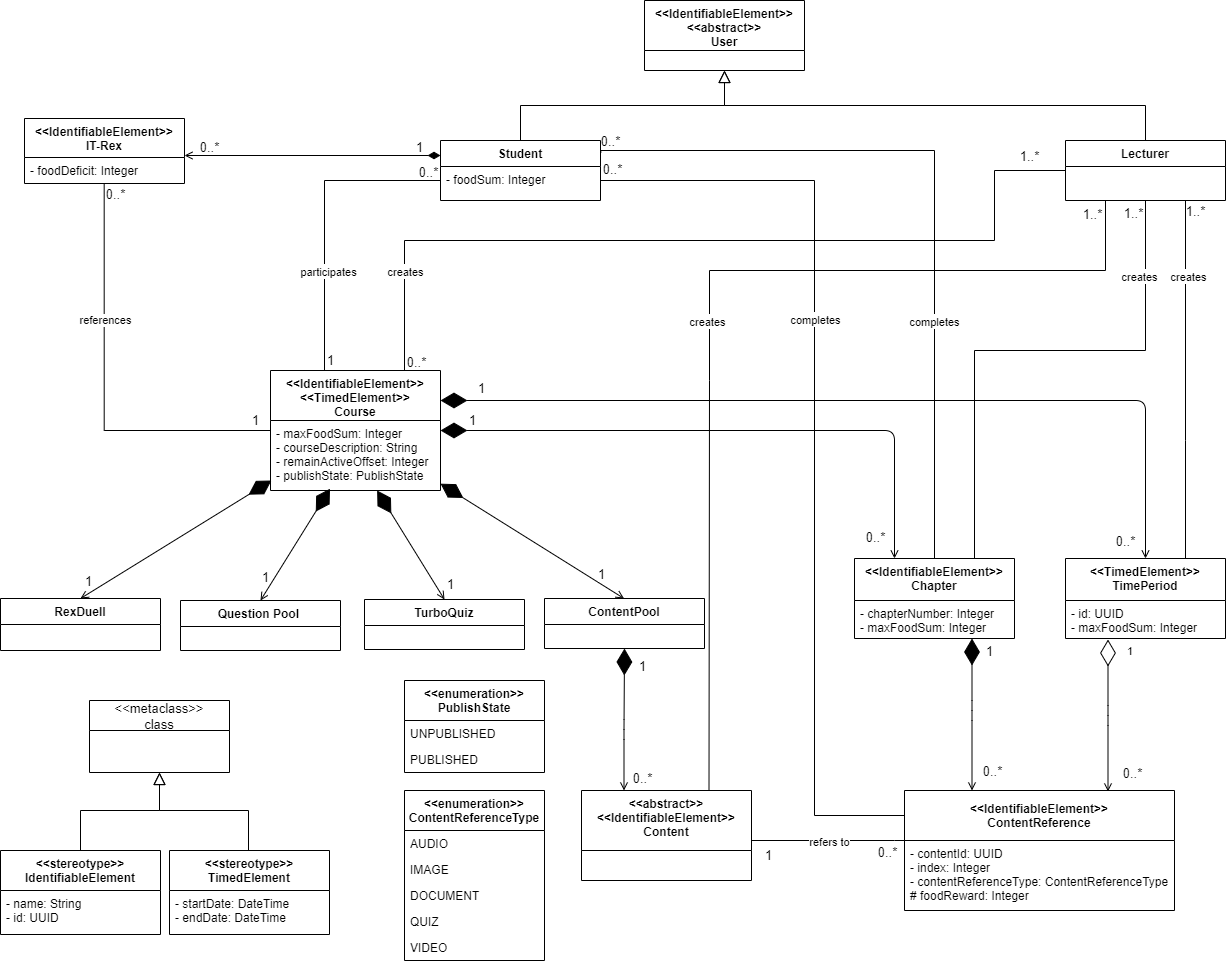 <<IdentifiableElement>>
<<abstract>>
User
<<IdentifiableElement>>
IT-Rex
- foodDeficit: Integer
0..*
1
0..*
Student
- foodSum: Integer
0..*
0..*
0..*
1..*
Lecturer
1..*
1..*
1..*
participates
creates
creates
creates
references
creates
completes
completes
1
0..*
1
<<IdentifiableElement>>
<<TimedElement>>
Course
- maxFoodSum: Integer
- courseDescription: String
- remainActiveOffset: Integer
- publishState: PublishState
1
1
0..*
0..*
1
1
1
1
RexDuell
Question Pool
TurboQuiz
ContentPool
<<IdentifiableElement>>
Chapter
- chapterNumber: Integer
- maxFoodSum: Integer
<<TimedElement>>
TimePeriod
- id: UUID
- maxFoodSum: Integer
1
1
1
<<metaclass>>
class
<<enumeration>>
PublishState
UNPUBLISHED
PUBLISHED
0..*
0..*
0..*
<<enumeration>>
ContentReferenceType
AUDIO
IMAGE
DOCUMENT
QUIZ
VIDEO
<<abstract>>
<<IdentifiableElement>>
Content
1
refers to
0..*
<<IdentifiableElement>>
ContentReference
- contentId: UUID
- index: Integer
- contentReferenceType: ContentReferenceType
# foodReward: Integer
<<stereotype>>
IdentifiableElement
- name: String
- id: UUID
<<stereotype>>
TimedElement
- startDate: DateTime
- endDate: DateTime